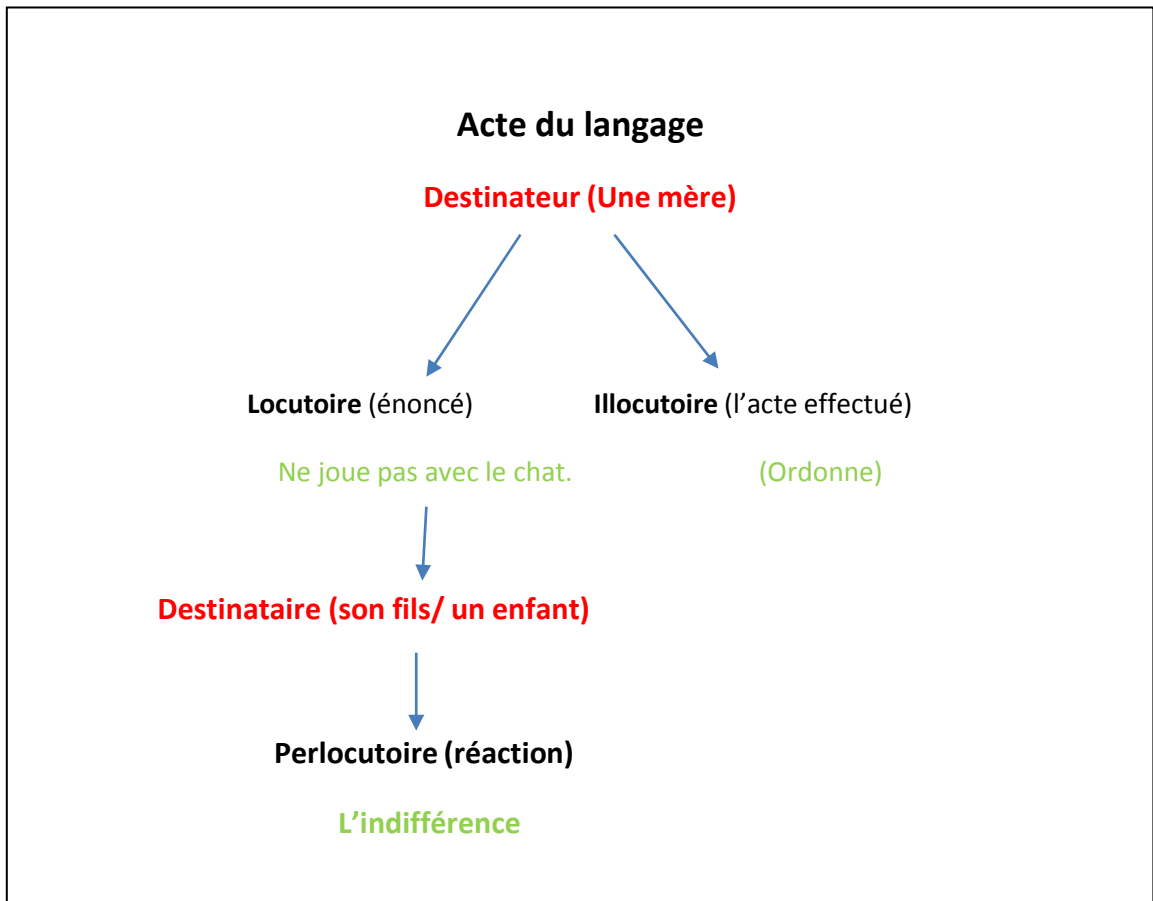 Acte du langage
Destinateur (Une mère)
Locutoire (énoncé) Illocutoire (l’acte effectué)
Ne joue pas avec le chat. (Ordonne)
Destinataire (son fils/ un enfant)
Perlocutoire (réaction)
L’indifférence